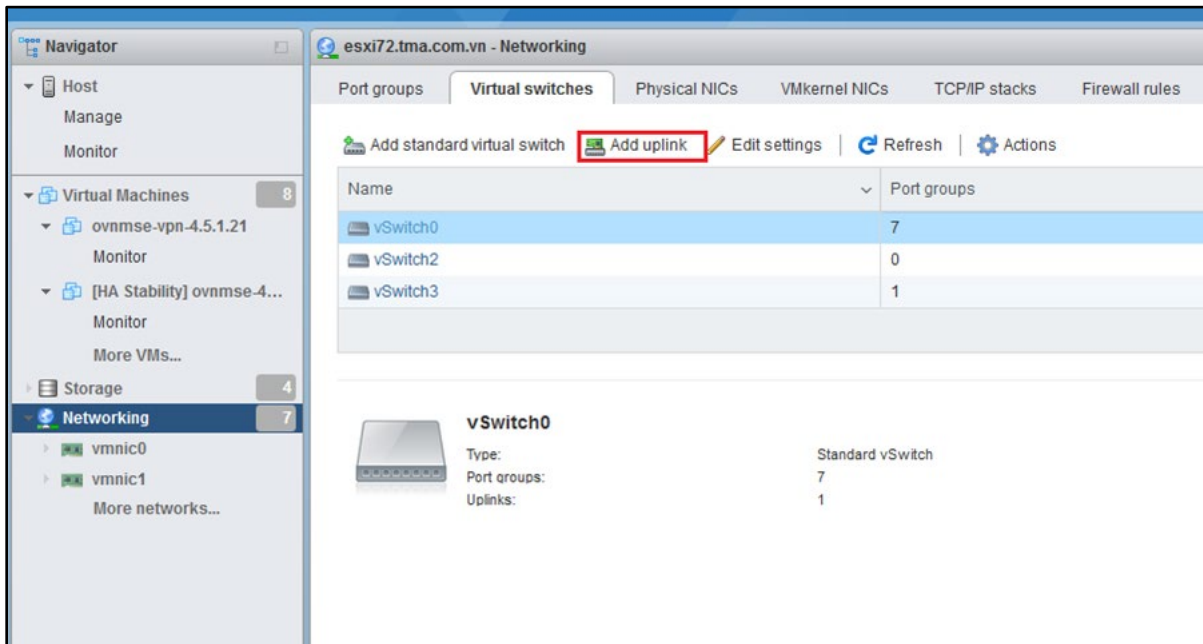 Navigator
Host
Manage
Monitor
Virtual Machines 8
ovnmse-vpn-4.5.1.21
Monitor
[HA Stability] ovnmse-4...
Monitor
More VMs...
Storage 4
Networking 7
vmnic0
vmnic1
More networks...
esxi72.tma.com.vn - Networking
Port groups Virtual switches Physical NICs VMkernel NICs TCP/IP stacks Firewall rules
Add standard virtual switch Add uplink Edit settings Refresh Actions
Name Port groups
vSwitch0 7
vSwitch2 0
vSwitch3 1
vSwitch0
Type: Standard vSwitch
Port groups: 7
Uplinks: 1